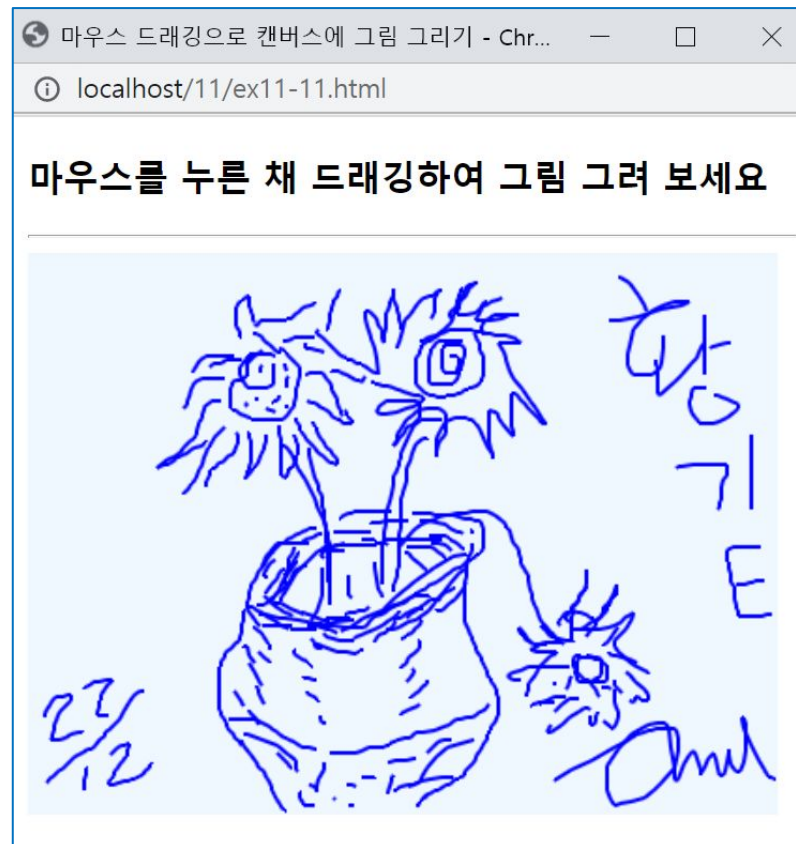 마우스 드래깅으로 캔버스에 그림 그리기 - Chr...
localhost/11/ex11-11.html
마우스를 누른 채 드래깅하여 그림 그려 보세요
향
기
E
22/12